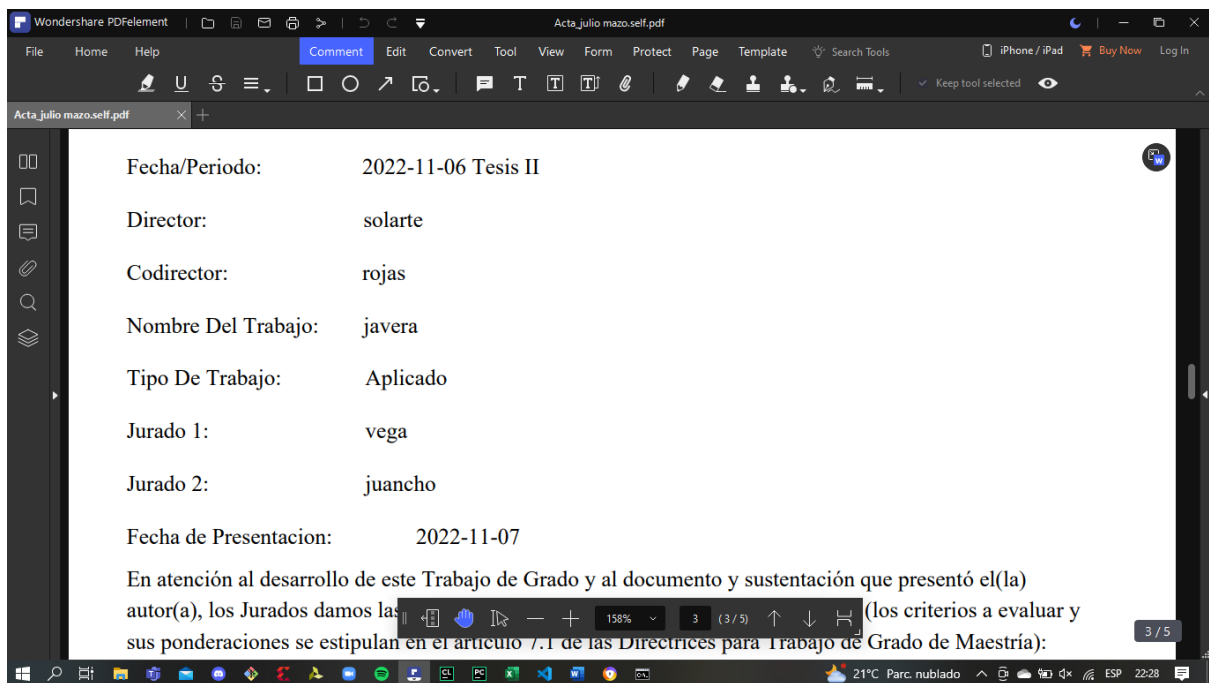 Wondershare PDFelement
Acta_julio mazo.self.pdf
File Home Help Comment Edit Convert Tool View Form Protect Page Template Search Tools iPhone / iPad Buy Now Log In
Keep tool selected
Acta_julio mazo.self.pdf
Fecha/Periodo: 2022-11-06 Tesis II
Director: solarte
Codirector: rojas
Nombre Del Trabajo: javera
Tipo De Trabajo: Aplicado
Jurado 1: vega
Jurado 2: juancho
Fecha de Presentacion: 2022-11-07
En atención al desarrollo de este Trabajo de Grado y al documento y sustentación que presentó el(la)
autor(a), los Jurados damos las (los criterios a evaluar y
158% 3 (3/5)
sus ponderaciones se estipulan en el artículo 7.1 de las Directrices para Trabajo de Grado de Maestría):
3 / 5
21°C Parc. nublado ESP 22:28